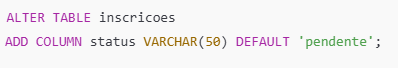 ALTER TABLE inscricoes
ADD COLUMN status VARCHAR(50) DEFAULT 'pendente';